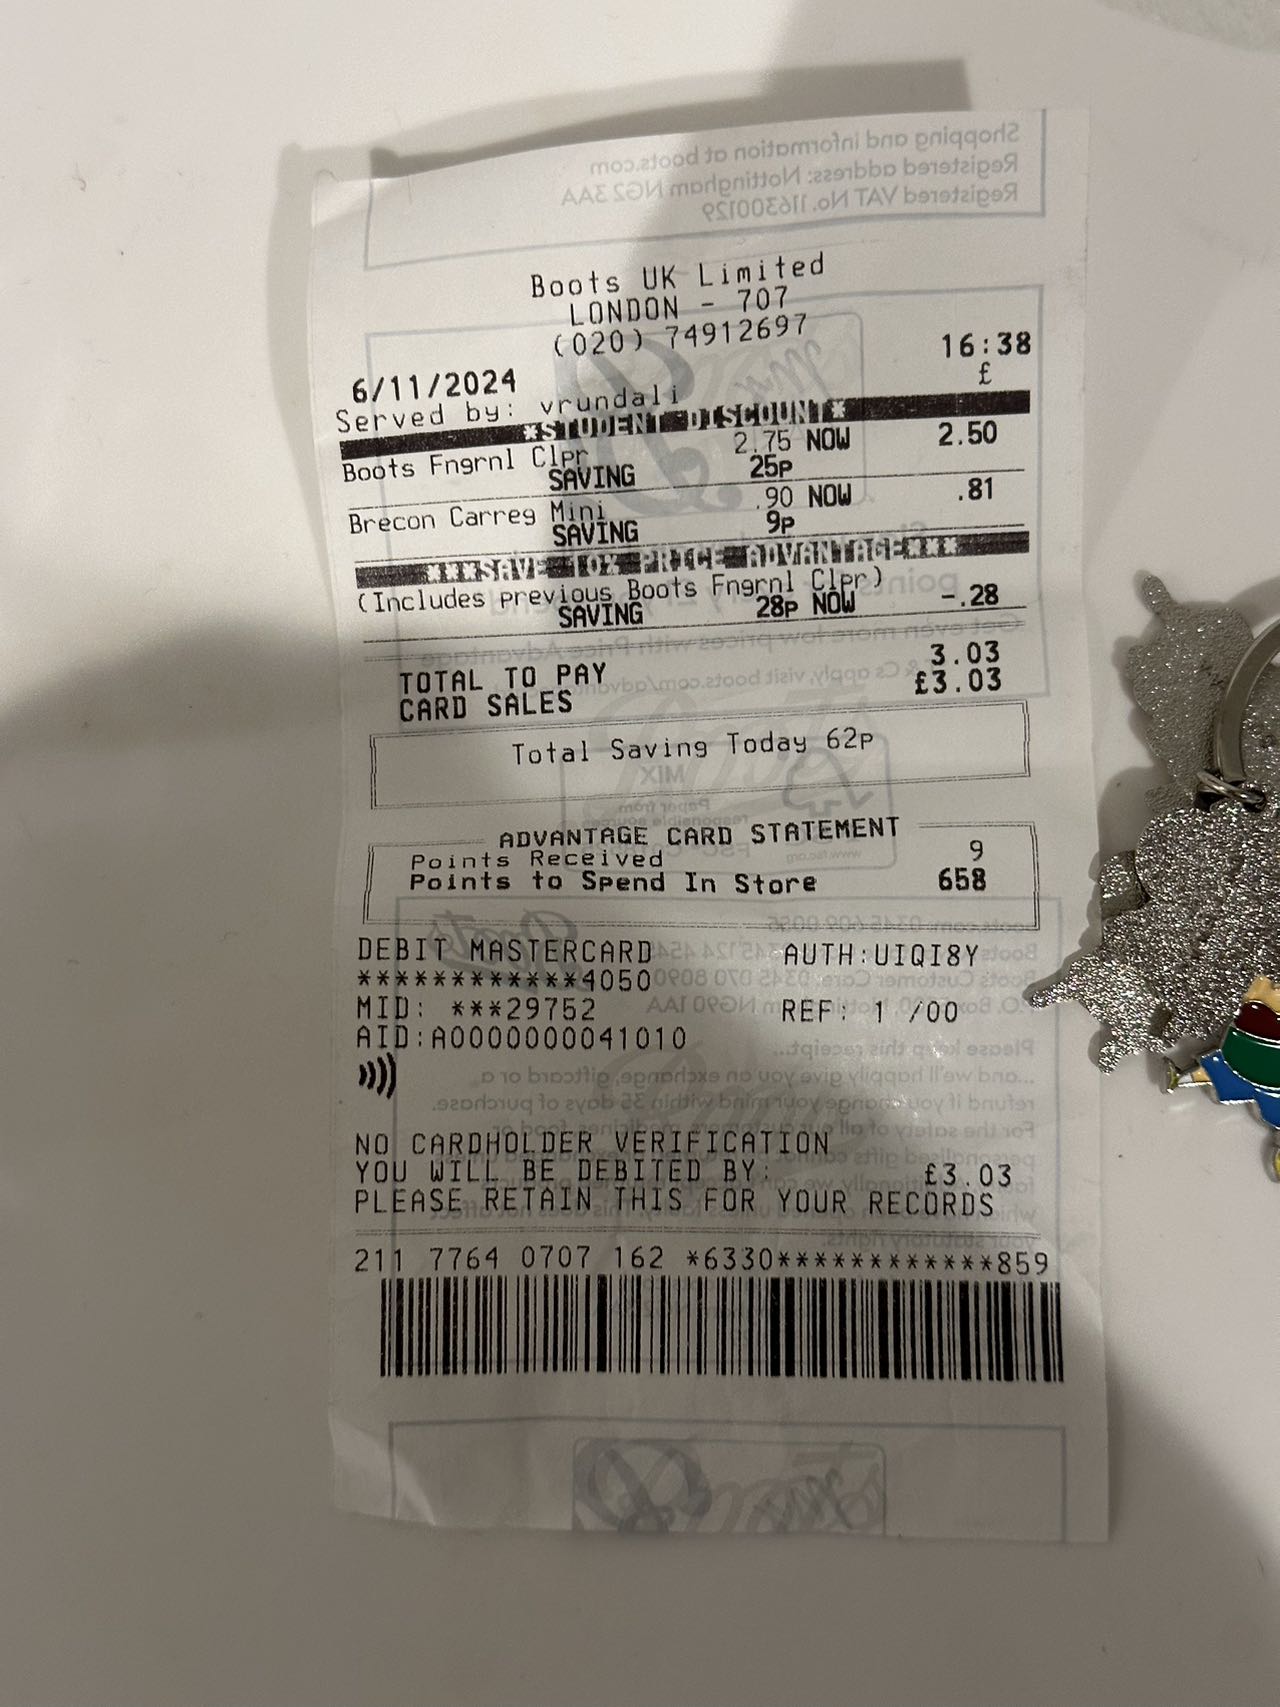 Shopping and information at boots.com
Registered address: Nottingham NG2 3AA
Registered VAT No. 116300129
Boots UK Limited
LONDON - 707
(020) 74912697
6/11/2024 16:38
Served by: vrundali £
*STUDENT DISCOUNT*
Boots Fngrnl Clpr 2.75 NOW 2.50
SAVING 25p
Brecon Carreg Mini .90 NOW .81
SAVING 9p
***SAVE 10% PRICE ADVANTAGE***
(Includes previous Boots Fngrnl Clpr)
SAVING 28p NOW -.28
TOTAL TO PAY 3.03
CARD SALES £3.03
Total Saving Today 62p
ADVANTAGE CARD STATEMENT
Points Received 9
Points to Spend In Store 658
DEBIT MASTERCARD AUTH:UIQI8Y
************4050
MID: ***29752 REF: 1 /00
AID:A0000000041010
NO CARDHOLDER VERIFICATION
YOU WILL BE DEBITED BY: £3.03
PLEASE RETAIN THIS FOR YOUR RECORDS
211 7764 0707 162 *6330************859